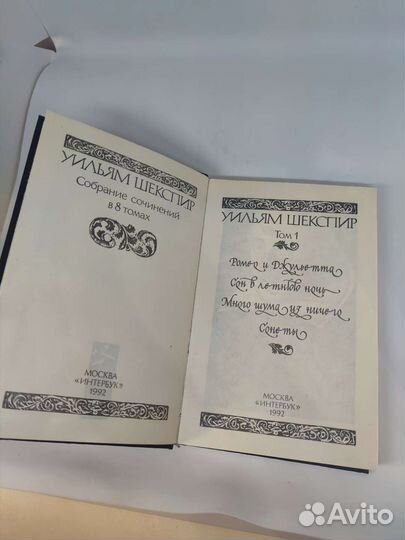 УИЛЬЯМ ШЕКСПИР
Собрание сочинений
в 8 томах
МОСКВА
«ИНТЕРБУК»
1992
УИЛЬЯМ ШЕКСПИР
Том 1
Ромео и Джульетта
Сон в летнюю ночь
Много шума из ничего
Сонеты
МОСКВА
«ИНТЕРБУК»
1992
Avito